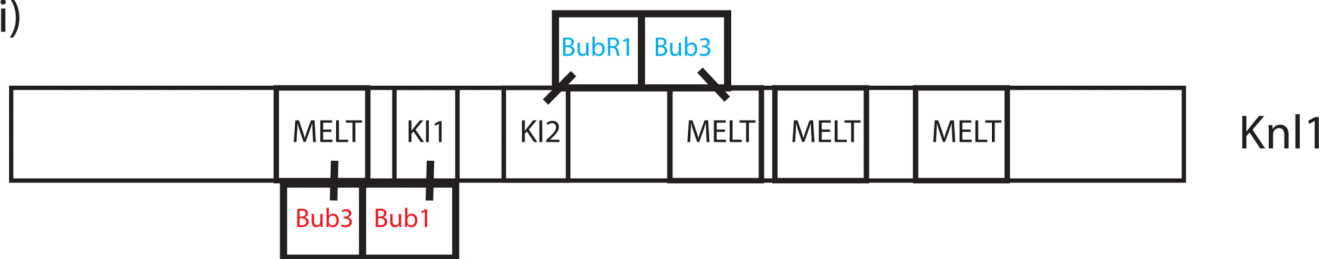 i)
BubR1 Bub3
MELT KI1 KI2 MELT MELT MELT Knl1
Bub3 Bub1